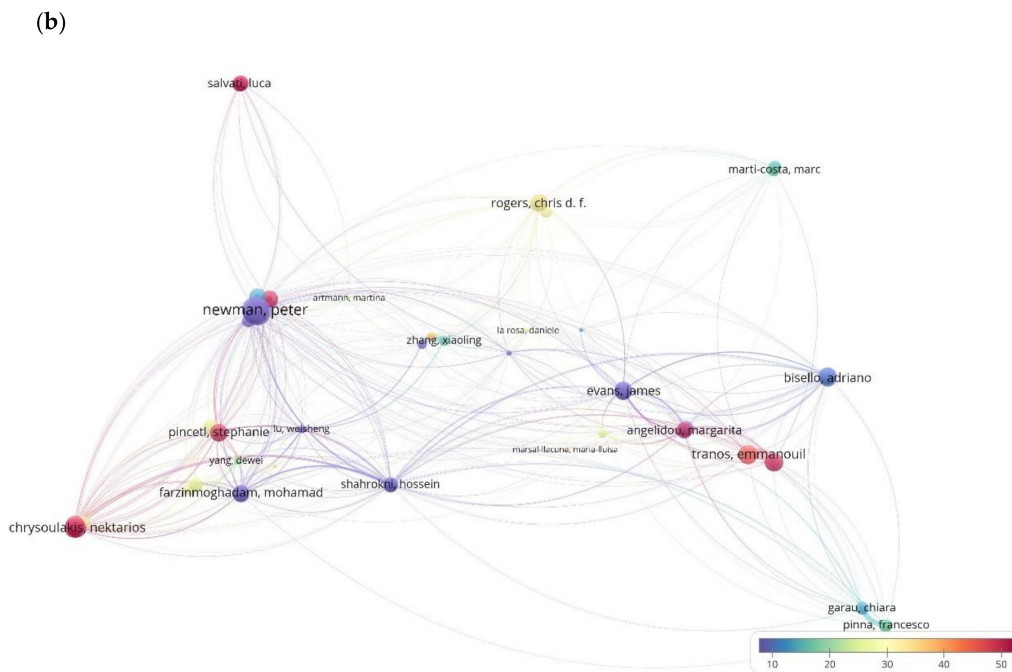 (b)
salvati, luca
marti-costa, marc
rogers, chris d. f.
artmann, martina
newman, peter
la rosa, daniele
zhang, xiaoling
bisello, adriano
evans, james
pincetl, stephanie
lu, weisheng
angelidou, margarita
marsal-llacuna, maria-lluisa
tranos, emmanouil
yang, dewei
shahrokni, hossein
farzinmoghadam, mohamad
chrysoulakis, nektarios
garau, chiara
pinna, francesco
10 20 30 40 50